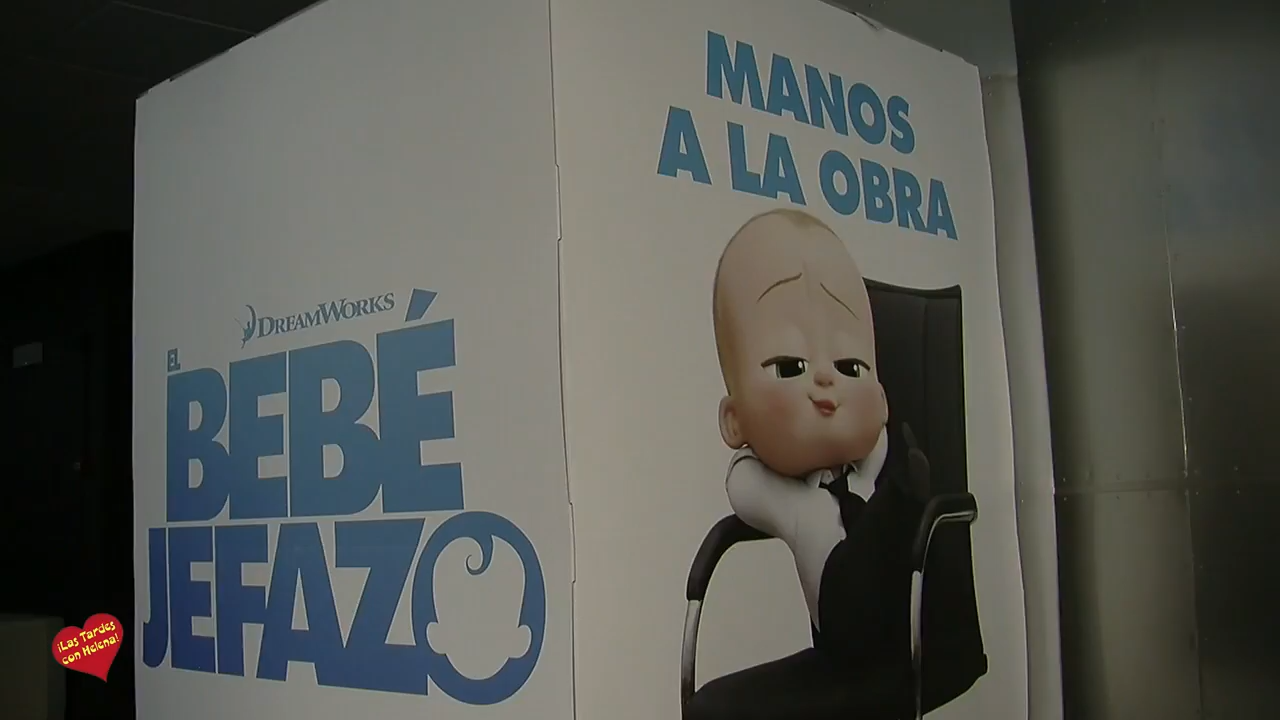 DREAMWORKS
EL
BEBÉ
JEFAZO
MANOS
A LA OBRA
¡Las Tardes
con Helena!